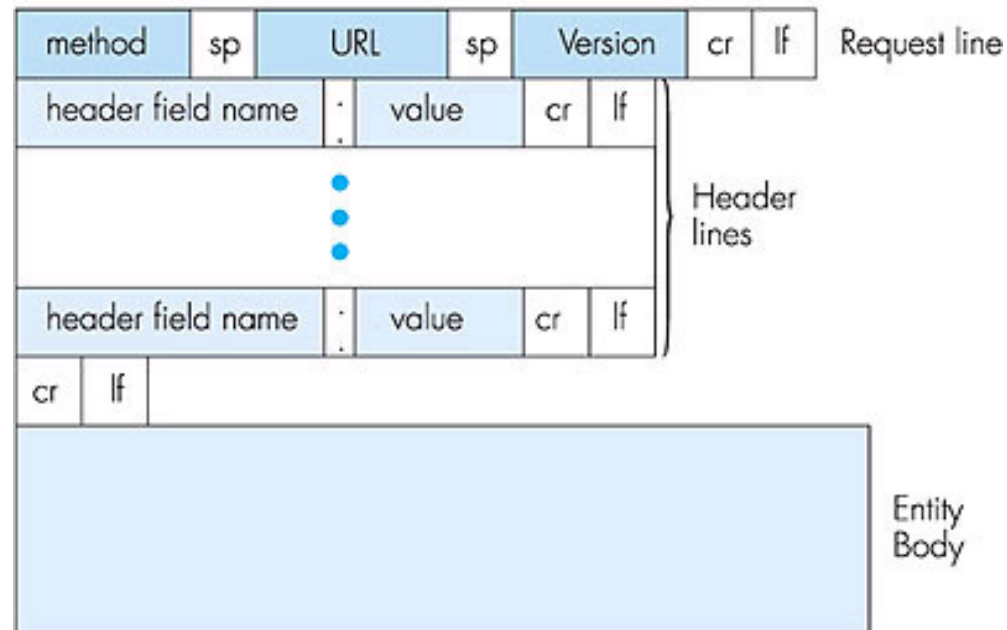 method sp URL sp Version cr lf Request line
header field name : value cr lf
Header
lines
header field name : value cr lf
cr lf
Entity
Body